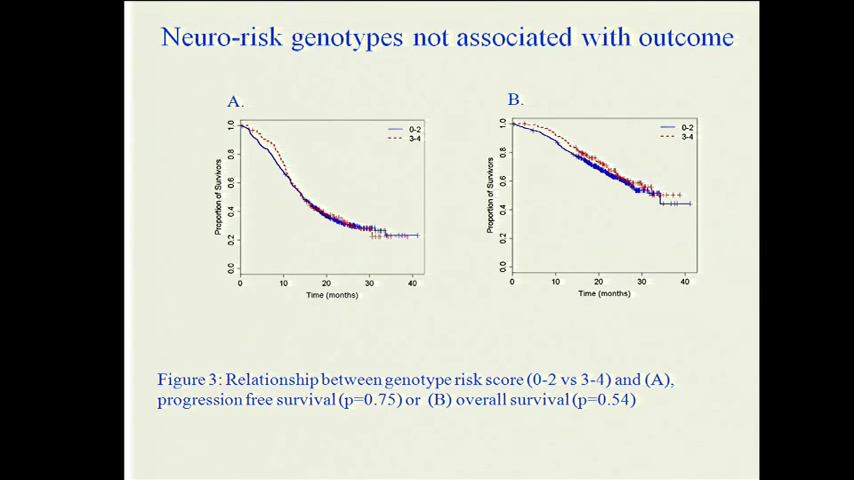 Neuro-risk genotypes not associated with outcome
A.
B.
1.0
0.8
0.6
0.4
0.2
0.0
Proportion of Survivors
0-2
3-4
0 10 20 30 40
Time (months)
1.0
0.8
0.6
0.4
0.2
0.0
Proportion of Survivors
0-2
3-4
0 10 20 30 40
Time (months)
Figure 3: Relationship between genotype risk score (0-2 vs 3-4) and (A),
progression free survival (p=0.75) or (B) overall survival (p=0.54)